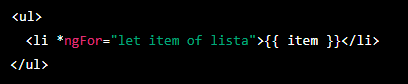 <ul>
<li *ngFor="let item of lista">{{ item }}</li>
</ul>